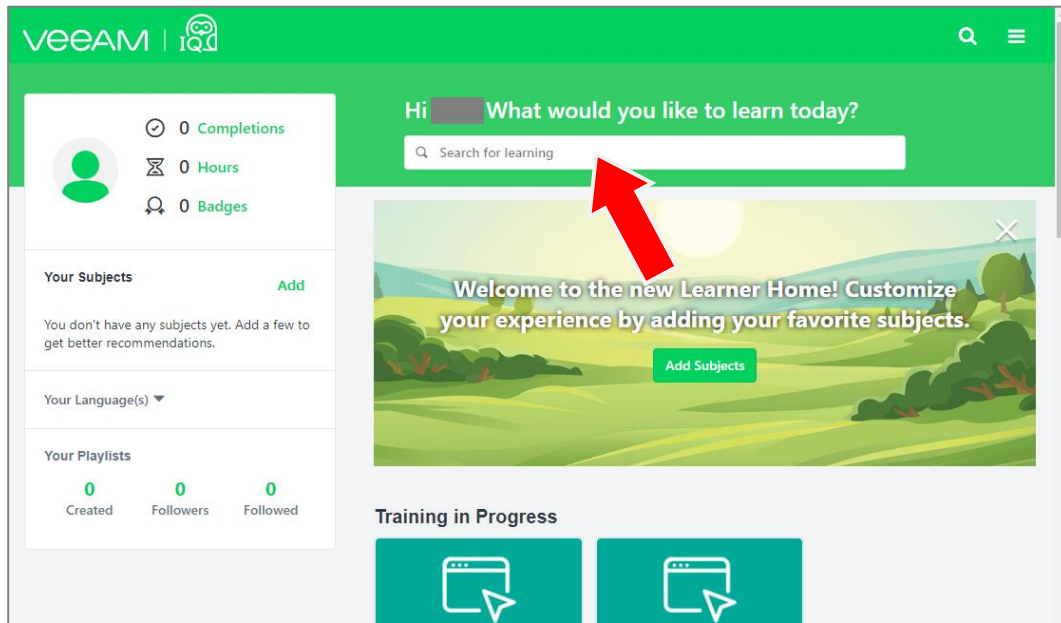 veeam | IQ
Hi What would you like to learn today?
Search for learning
0 Completions
0 Hours
0 Badges
Your Subjects
Add
You don't have any subjects yet. Add a few to
get better recommendations.
Your Language(s)
Your Playlists
0 0 0
Created Followers Followed
Welcome to the new Learner Home! Customize
your experience by adding your favorite subjects.
Add Subjects
Training in Progress